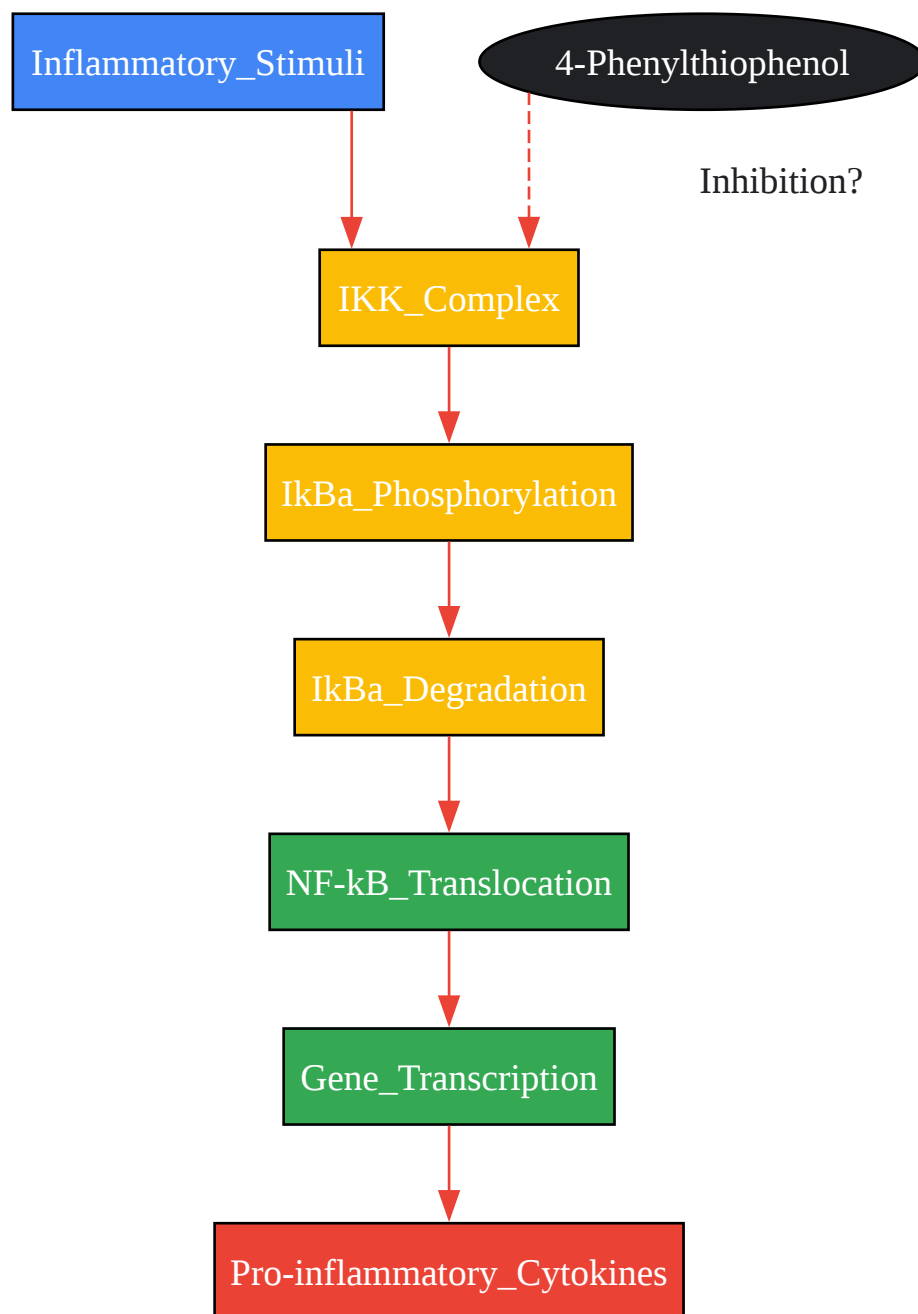 Inflammatory_Stimuli
4-Phenylthiophenol
Inhibition?
IKK_Complex
IkBa_Phosphorylation
IkBa_Degradation
NF-kB_Translocation
Gene_Transcription
Pro-inflammatory_Cytokines